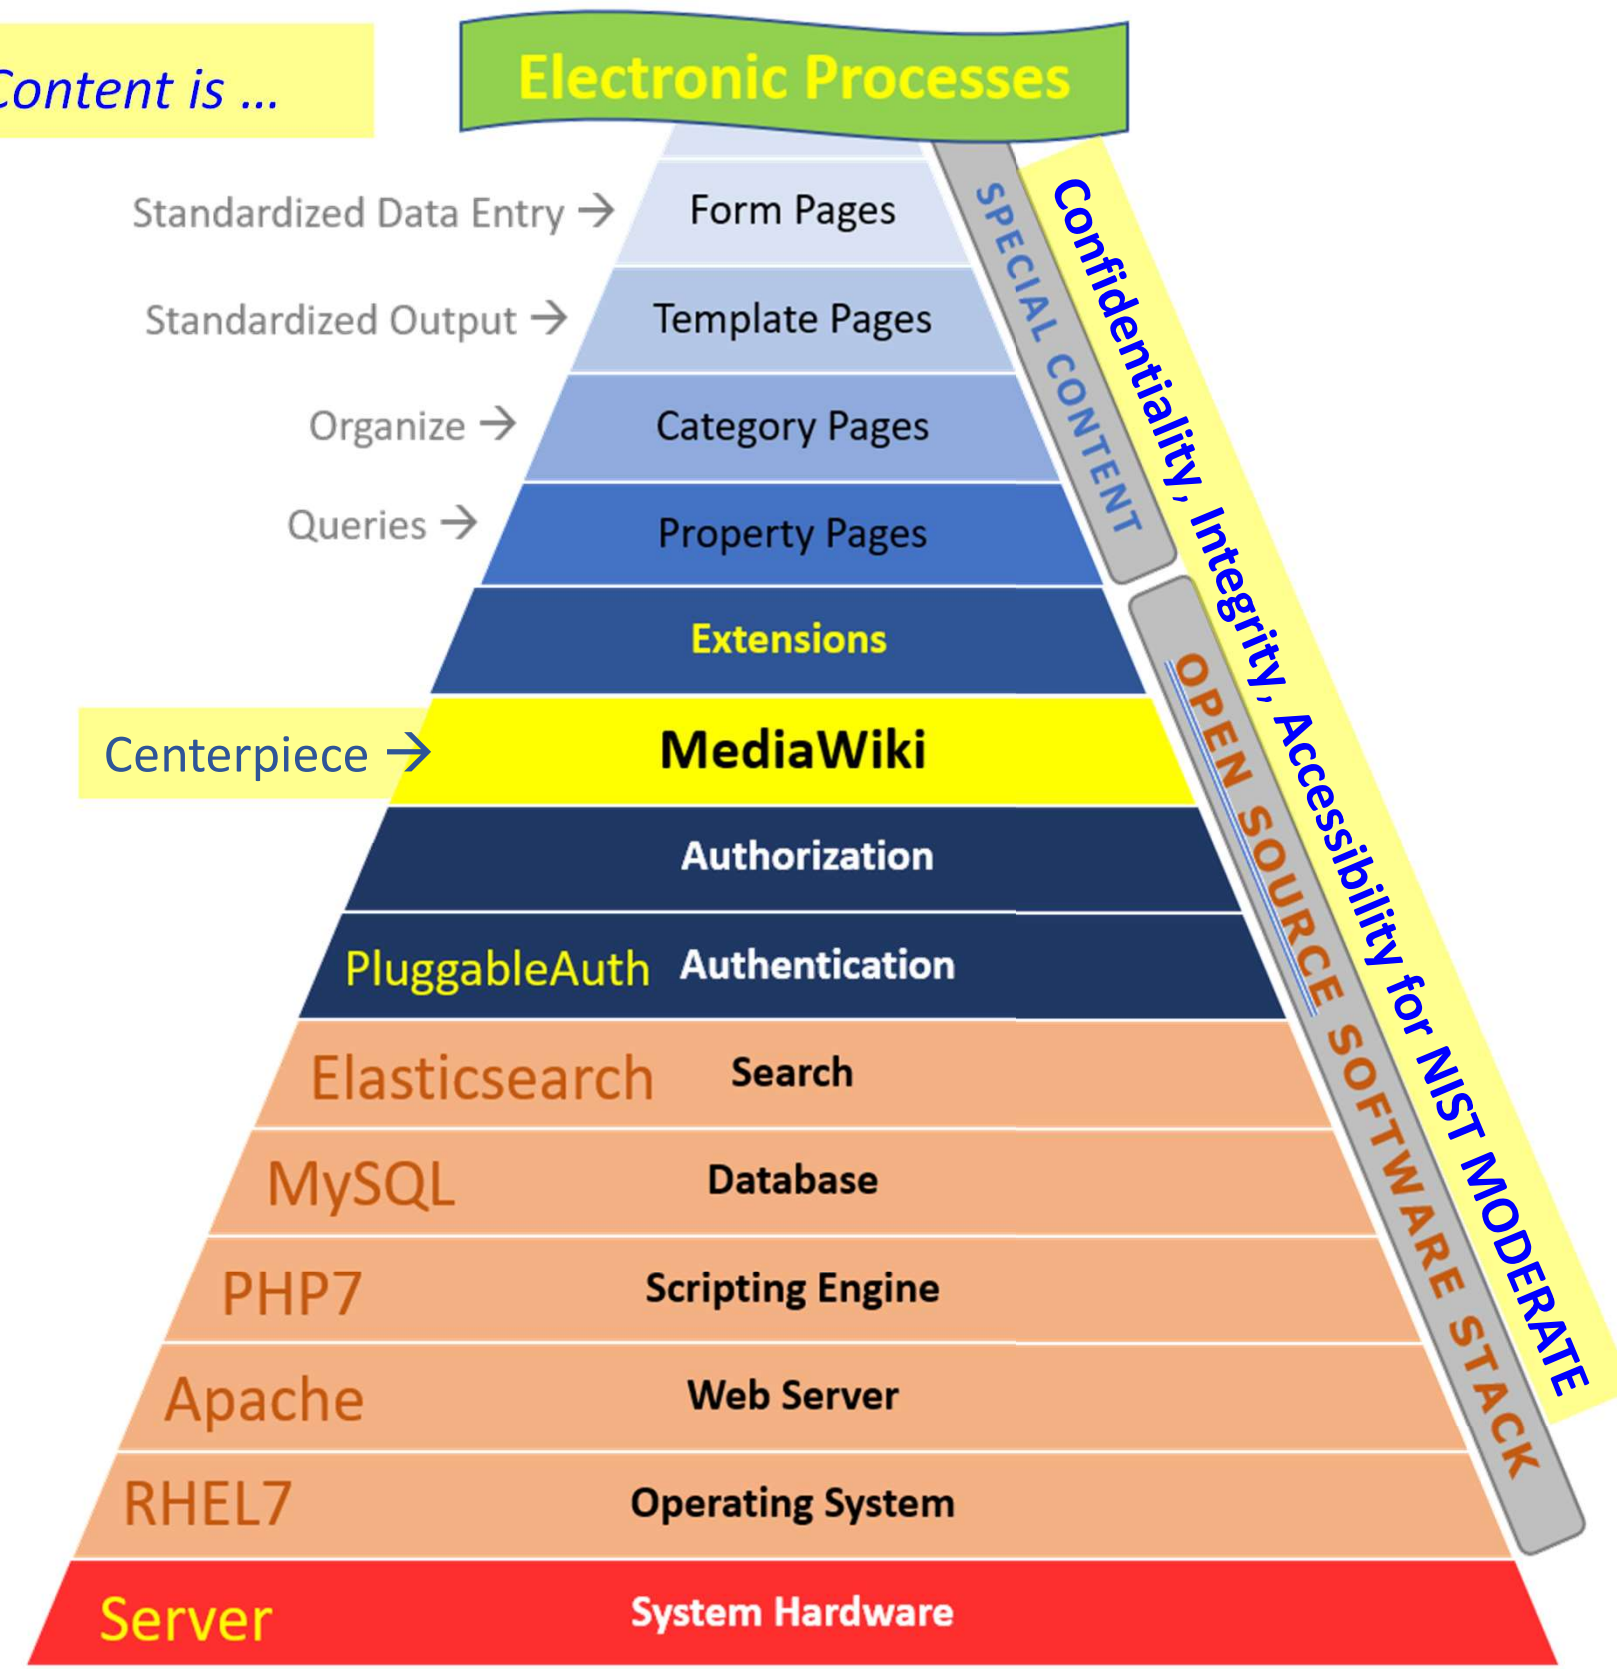 Content is ...
Electronic Processes
Standardized Data Entry → Form Pages
Standardized Output → Template Pages
Organize → Category Pages
Queries → Property Pages
Extensions
Centerpiece → MediaWiki
Authorization
PluggableAuth Authentication
Elasticsearch Search
MySQL Database
PHP7 Scripting Engine
Apache Web Server
RHEL7 Operating System
Server System Hardware
SPECIAL CONTENT
OPEN SOURCE SOFTWARE STACK
Confidentiality, Integrity, Accessibility for NIST MODERATE